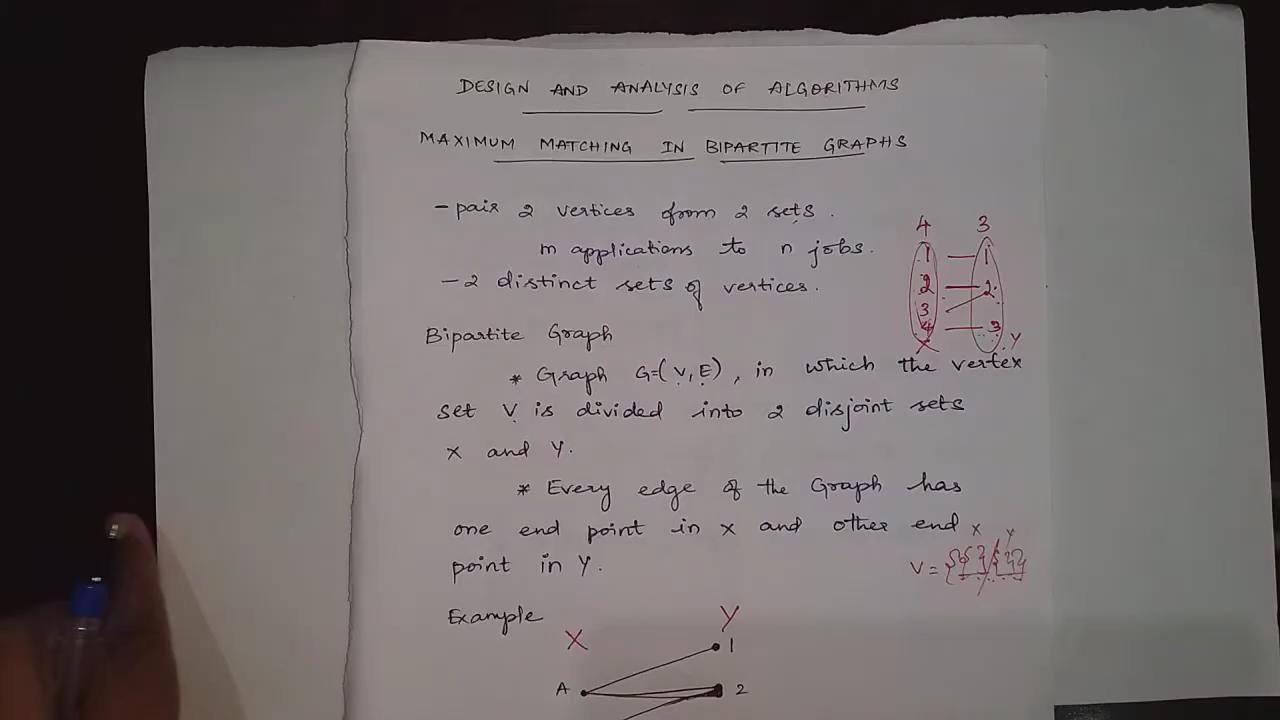 DESIGN AND ANALYSIS OF ALGORITHMS
MAXIMUM MATCHING IN BIPARTITE GRAPHS
- pair 2 vertices from 2 sets.
m applications to n jobs.
- 2 distinct sets of vertices.
4 3
1 1
2 2
3
4 3
X Y
Bipartite Graph
* Graph G=(V,E), in which the vertex
set V is divided into 2 disjoint sets
X and Y.
* Every edge of the Graph has
one end point in X and other end
point in Y.
X Y
V = {{ }{ }}
Example
X Y
1
A 2